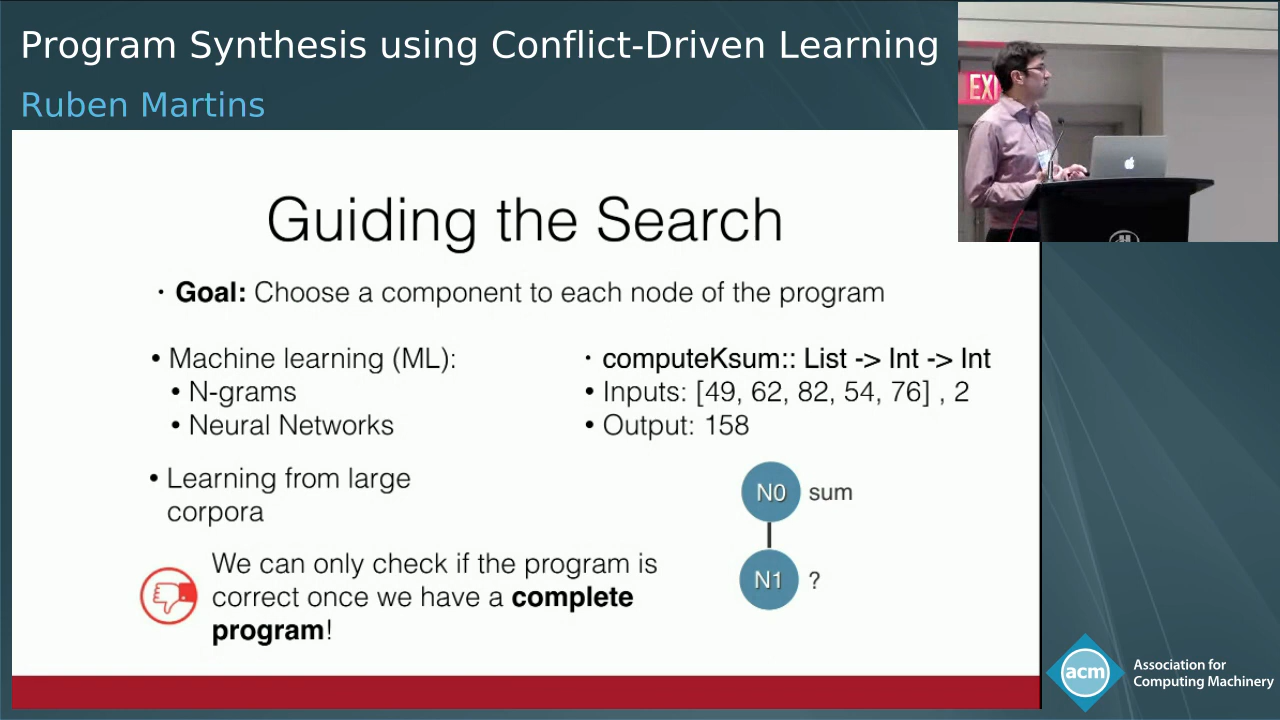 Program Synthesis using Conflict-Driven Learning
Ruben Martins
EXI
Guiding the Search
· Goal: Choose a component to each node of the program
• Machine learning (ML):
• N-grams
• Neural Networks
• Learning from large
corpora
We can only check if the program is
correct once we have a complete
program!
· computeKsum:: List -> Int -> Int
• Inputs: [49, 62, 82, 54, 76] , 2
• Output: 158
N0 sum
N1 ?
acm
Association for
Computing Machinery